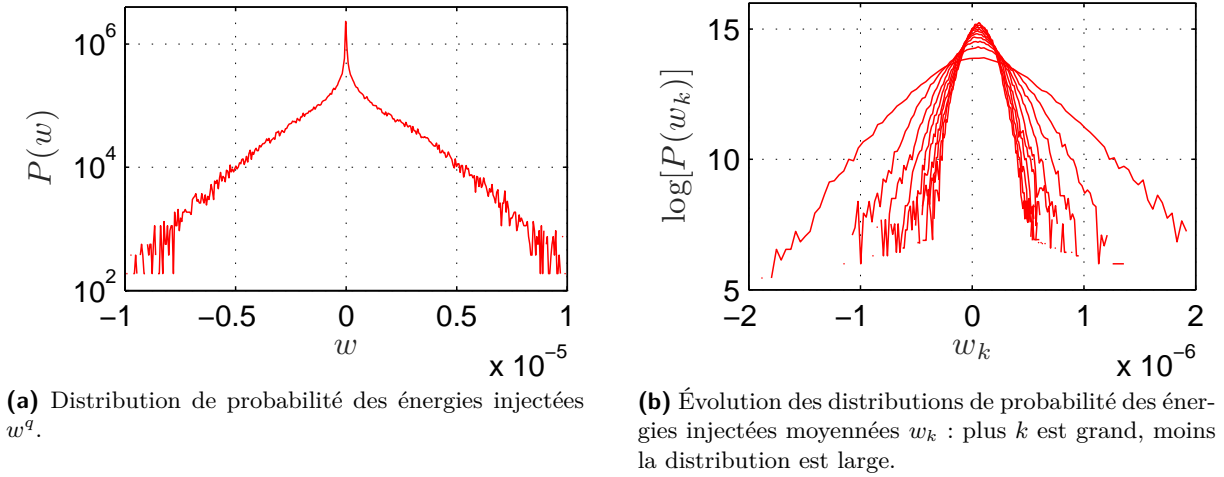 10^6
10^4
10^2
P(w)
−1
−0.5
0
0.5
1
w
x 10^−5
15
10
5
log[P(w_k)]
−2
−1
0
1
2
w_k
x 10^−6
(a) Distribution de probabilité des énergies injectées
w^q.
(b) Évolution des distributions de probabilité des éner-
gies injectées moyennées w_k : plus k est grand, moins
la distribution est large.